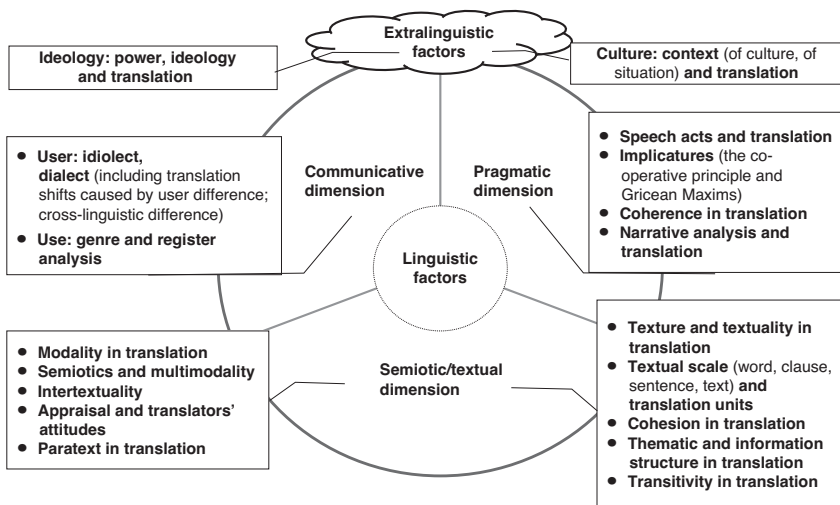 Extralinguistic
factors
Ideology: power, ideology
and translation
Culture: context (of culture, of
situation) and translation
● User: idiolect,
dialect (including translation
shifts caused by user difference;
cross-linguistic difference)
● Use: genre and register
analysis
Communicative
dimension
Pragmatic
dimension
● Speech acts and translation
● Implicatures (the co-
operative principle and
Gricean Maxims)
● Coherence in translation
● Narrative analysis and
translation
Linguistic
factors
● Modality in translation
● Semiotics and multimodality
● Intertextuality
● Appraisal and translators’
attitudes
● Paratext in translation
Semiotic/textual
dimension
● Texture and textuality in
translation
● Textual scale (word, clause,
sentence, text) and
translation units
● Cohesion in translation
● Thematic and information
structure in translation
● Transitivity in translation